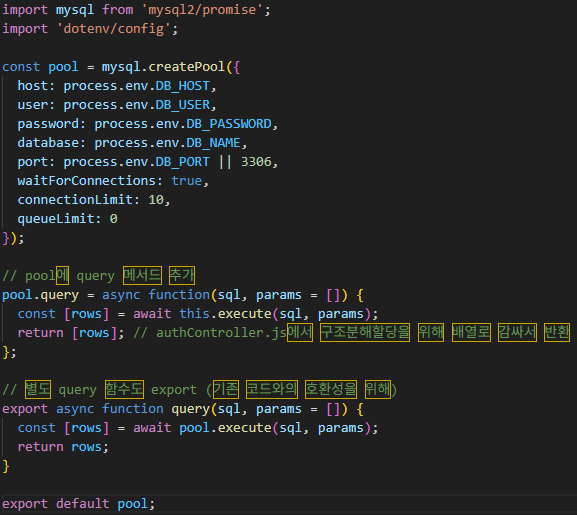 import mysql from 'mysql2/promise';
import 'dotenv/config';

const pool = mysql.createPool({
  host: process.env.DB_HOST,
  user: process.env.DB_USER,
  password: process.env.DB_PASSWORD,
  database: process.env.DB_NAME,
  port: process.env.DB_PORT || 3306,
  waitForConnections: true,
  connectionLimit: 10,
  queueLimit: 0
});

// pool에 query 메서드 추가
pool.query = async function(sql, params = []) {
  const [rows] = await this.execute(sql, params);
  return [rows]; // authController.js에서 구조분해할당을 위해 배열로 감싸서 반환
};

// 별도 query 함수도 export (기존 코드와의 호환성을 위해)
export async function query(sql, params = []) {
  const [rows] = await pool.execute(sql, params);
  return rows;
}

export default pool;